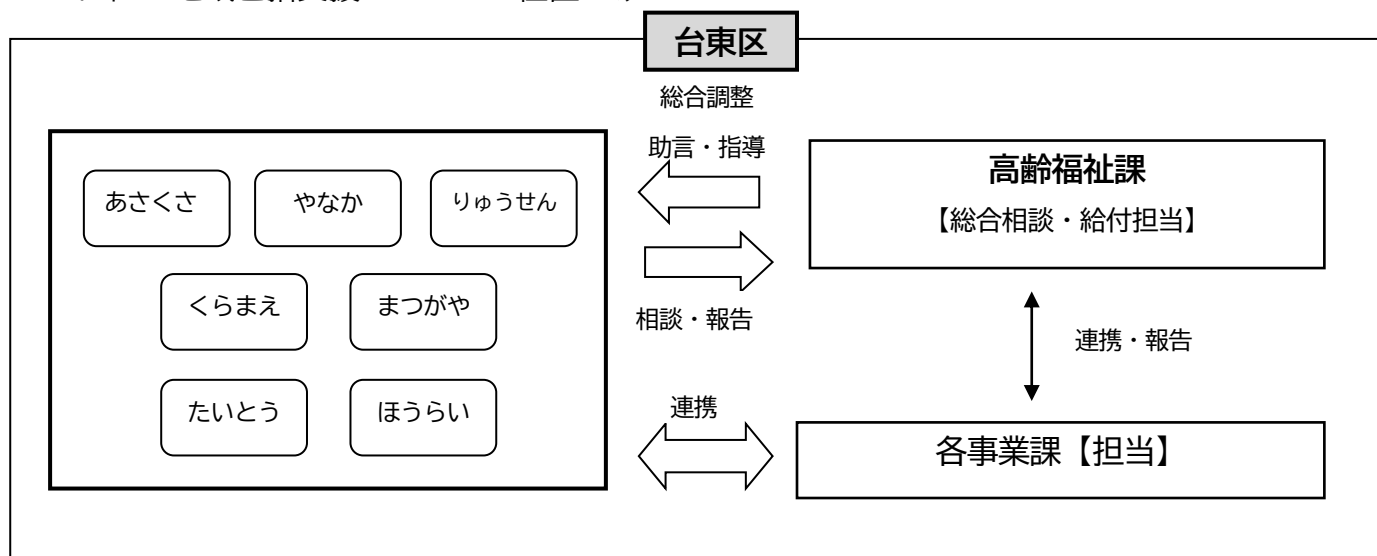 台東区
総合調整
助言・指導
あさくさ
やなか
りゅうせん
くらまえ
まつがや
たいとう
ほうらい
相談・報告
連携
高齢福祉課
【総合相談・給付担当】
連携・報告
各事業課【担当】